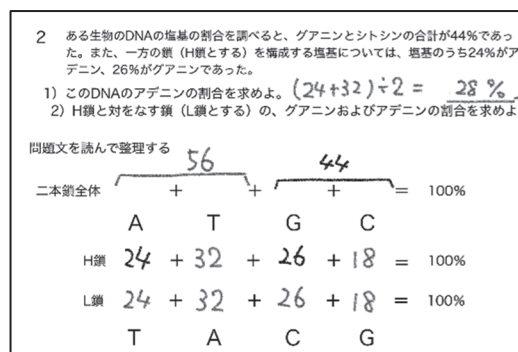 2 ある生物のDNAの塩基の割合を調べると、グアニンとシトシンの合計が44%であっ
た。また、一方の鎖（H鎖とする）を構成する塩基については、塩基のうち24%がア
デニン、26%がグアニンであった。
1）このDNAのアデニンの割合を求めよ。(24+32)÷2= 28%
2）H鎖と対をなす鎖（L鎖とする）の、グアニンおよびアデニンの割合を求めよ
問題文を読んで整理する
56 44
二本鎖全体 + + + = 100%
A T G C
H鎖 24 + 32 + 26 + 18 = 100%
L鎖 24 + 32 + 26 + 18 = 100%
T A C G